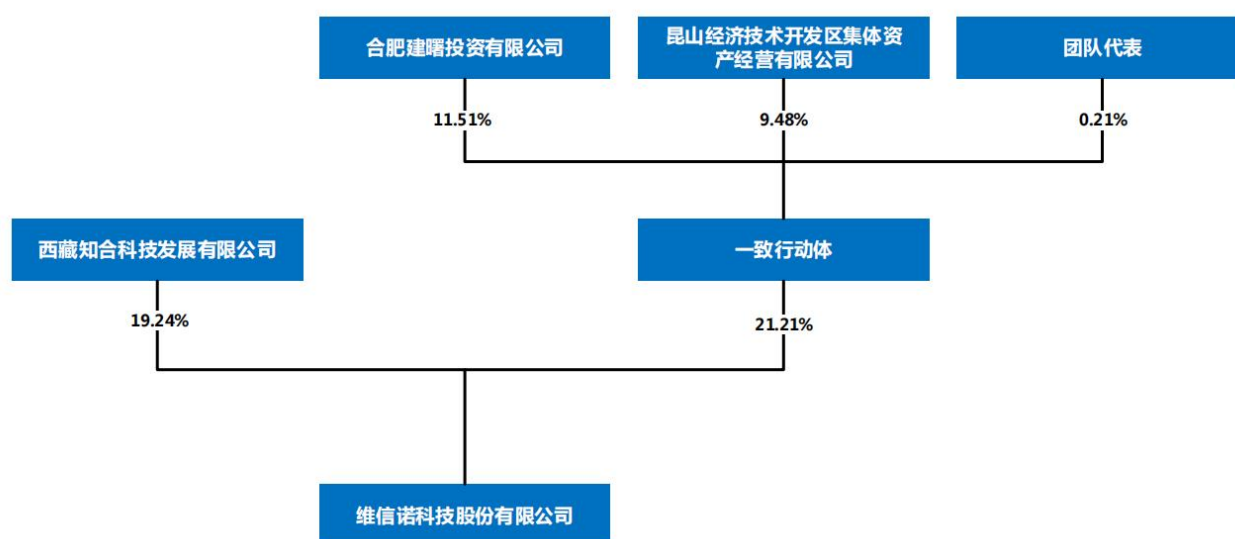 合肥建曙投资有限公司
昆山经济技术开发区集体资
产经营有限公司
团队代表
11.51%
9.48%
0.21%
西藏知合科技发展有限公司
一致行动体
19.24%
21.21%
维信诺科技股份有限公司